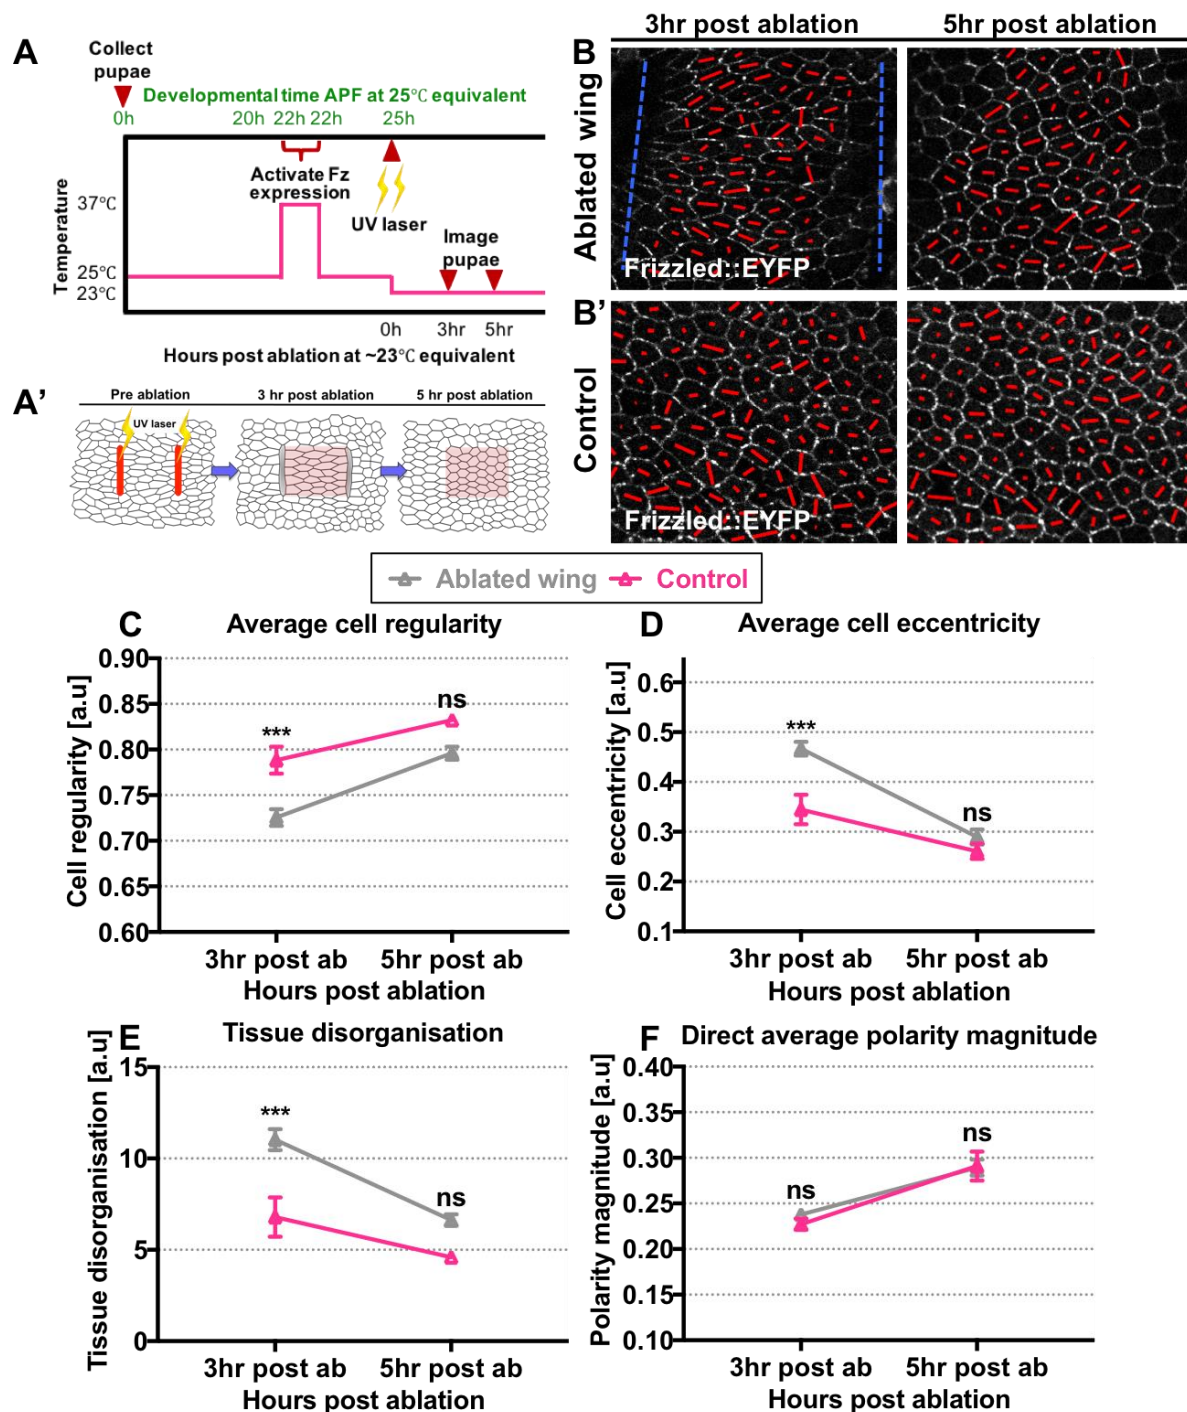 A
Collect
pupae
Developmental time APF at 25°C equivalent
0h
20h
22h
22h
25h
Activate Fz
expression
UV laser
Temperature
37°C
25°C
23°C
Image
pupae
0h
3hr
5hr
Hours post ablation at ~23°C equivalent
A'
Pre ablation
3 hr post ablation
5 hr post ablation
UV laser
3hr post ablation
5hr post ablation
B
Ablated wing
Frizzled::EYFP
B'
Control
Frizzled::EYFP
Ablated wing
Control
C
Average cell regularity
Cell regularity [a.u]
0.90
0.85
0.80
0.75
0.70
0.65
0.60
***
ns
3hr post ab
5hr post ab
Hours post ablation
D
Average cell eccentricity
Cell eccentricity [a.u]
0.6
0.5
0.4
0.3
0.2
0.1
***
ns
3hr post ab
5hr post ab
Hours post ablation
E
Tissue disorganisation
Tissue disorganisation [a.u]
15
10
5
0
***
ns
3hr post ab
5hr post ab
Hours post ablation
F
Direct average polarity magnitude
Polarity magnitude [a.u]
0.40
0.35
0.30
0.25
0.20
0.15
0.10
ns
ns
3hr post ab
5hr post ab
Hours post ablation